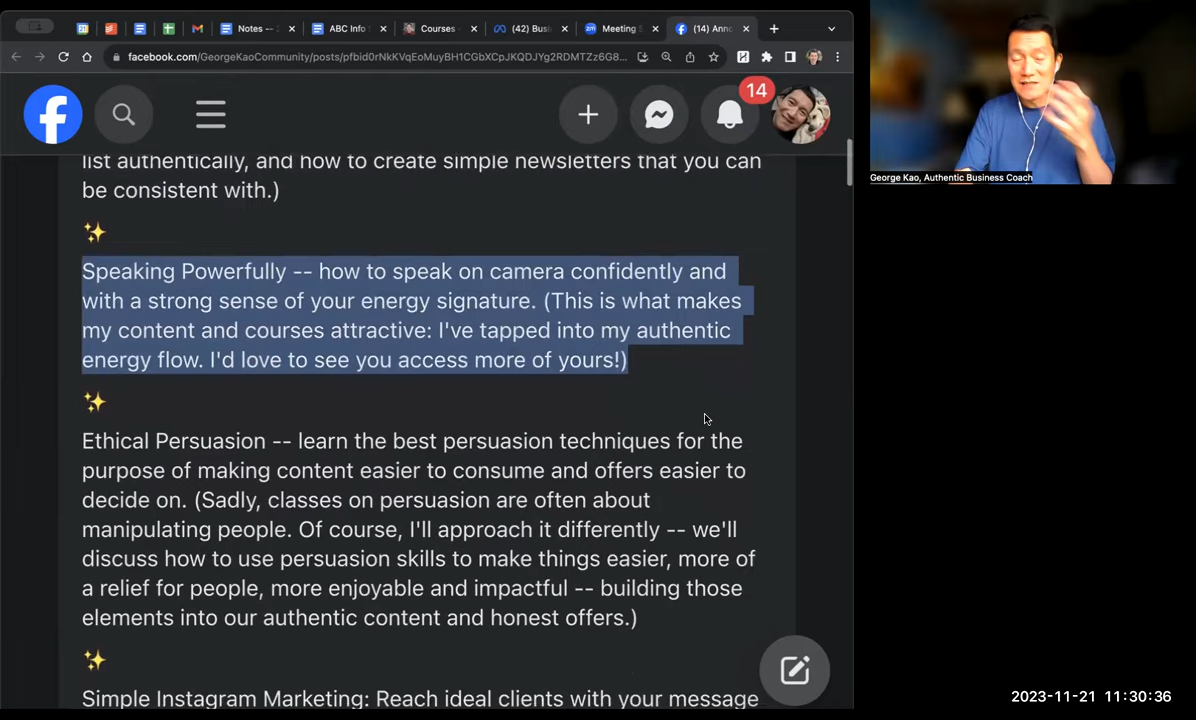 Notes --
ABC Info
Courses -
(42) Busi
Meeting S
(14) Anno
facebook.com/GeorgeKaoCommunity/posts/pfbid0rNkKVqEoMuyBH1CGbXCpJKQDJYg2RDMTZz6G8...
14
George Kao, Authentic Business Coach
list authentically, and how to create simple newsletters that you can
be consistent with.)
Speaking Powerfully -- how to speak on camera confidently and
with a strong sense of your energy signature. (This is what makes
my content and courses attractive: I've tapped into my authentic
energy flow. I'd love to see you access more of yours!)
Ethical Persuasion -- learn the best persuasion techniques for the
purpose of making content easier to consume and offers easier to
decide on. (Sadly, classes on persuasion are often about
manipulating people. Of course, I'll approach it differently -- we'll
discuss how to use persuasion skills to make things easier, more of
a relief for people, more enjoyable and impactful -- building those
elements into our authentic content and honest offers.)
Simple Instagram Marketing: Reach ideal clients with your message
2023-11-21 11:30:36